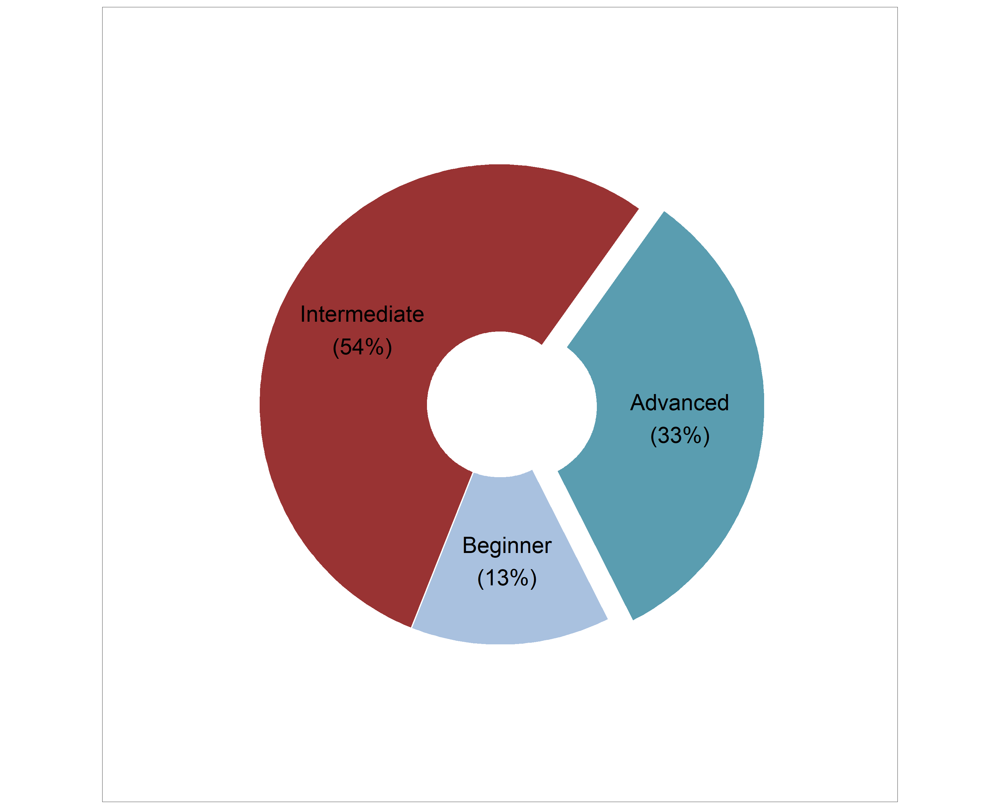 Intermediate
(54%)
Advanced
(33%)
Beginner
(13%)